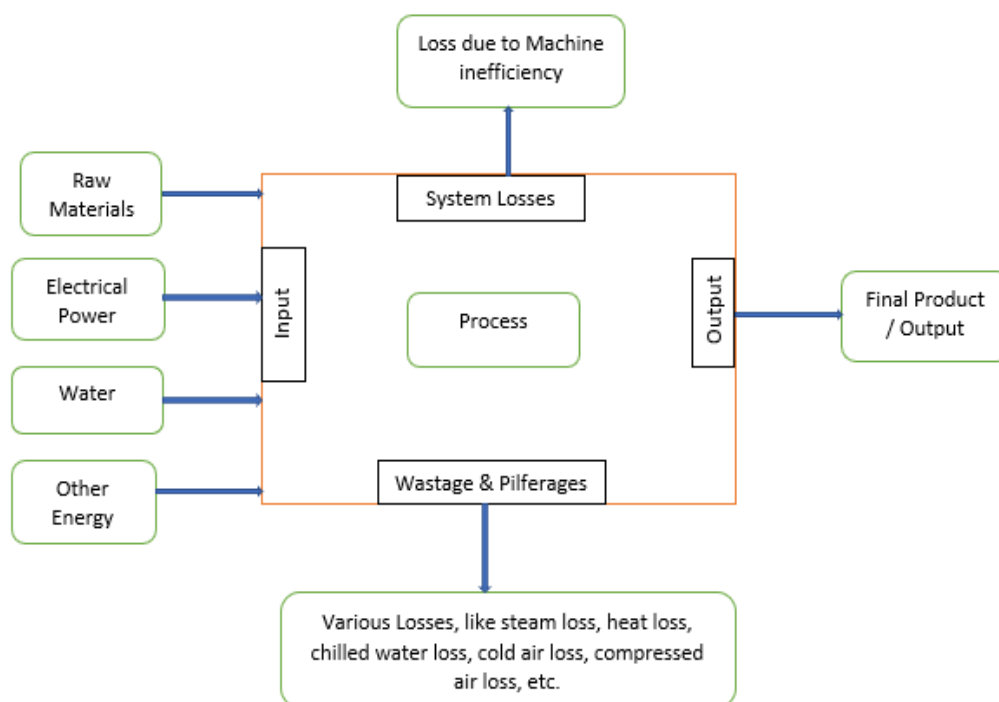 Loss due to Machine
inefficiency
Raw
Materials
System Losses
Electrical
Power
Input
Process
Output
Final Product
/ Output
Water
Other
Energy
Wastage & Pilferages
Various Losses, like steam loss, heat loss,
chilled water loss, cold air loss, compressed
air loss, etc.